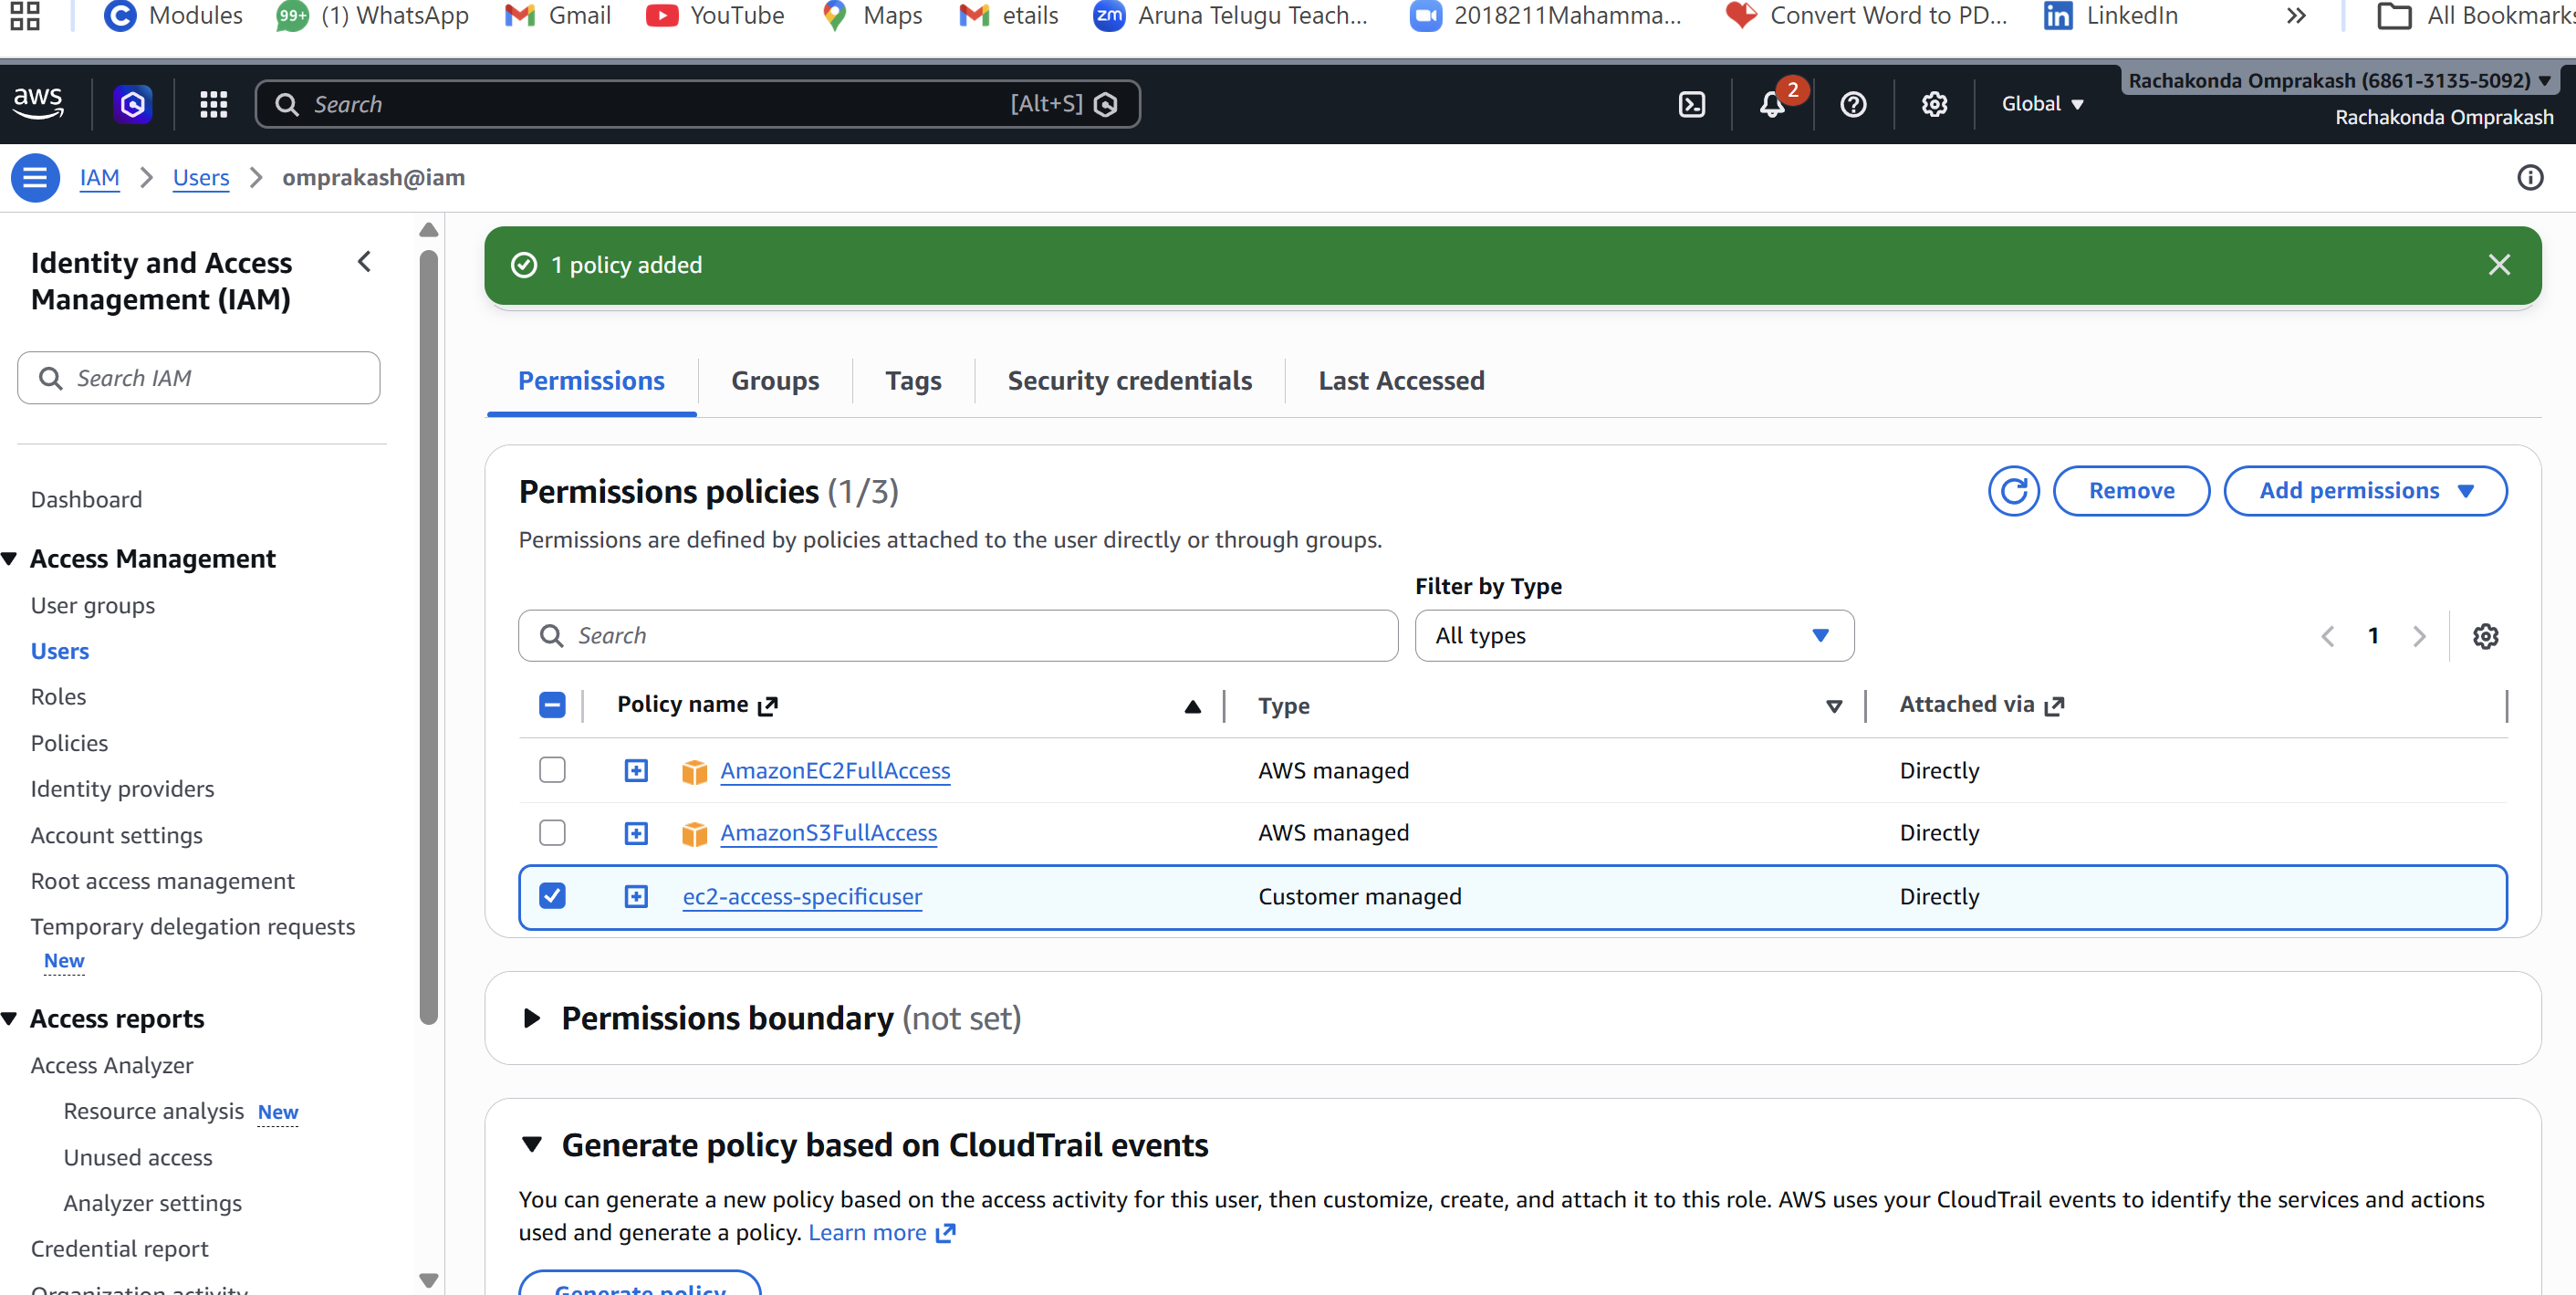 Modules
99+
(1) WhatsApp
Gmail
YouTube
Maps
etails
zm
Aruna Telugu Teach...
2018211Mahamma...
Convert Word to PD...
in
LinkedIn
All Bookmarks
aws
Search
[Alt+S]
2
Global
Rachakonda Omprakash (6861-3135-5092)
Rachakonda Omprakash
IAM > Users > omprakash@iam
Identity and Access
Management (IAM)
Search IAM
Dashboard
Access Management
User groups
Users
Roles
Policies
Identity providers
Account settings
Root access management
Temporary delegation requests
New
Access reports
Access Analyzer
Resource analysis New
Unused access
Analyzer settings
Credential report
Organization activity
1 policy added
Permissions
Groups
Tags
Security credentials
Last Accessed
Permissions policies (1/3)
Remove
Add permissions
Permissions are defined by policies attached to the user directly or through groups.
Filter by Type
Search
All types
1
Policy name
Type
Attached via
AmazonEC2FullAccess
AWS managed
Directly
AmazonS3FullAccess
AWS managed
Directly
ec2-access-specificuser
Customer managed
Directly
Permissions boundary (not set)
Generate policy based on CloudTrail events
You can generate a new policy based on the access activity for this user, then customize, create, and attach it to this role. AWS uses your CloudTrail events to identify the services and actions
used and generate a policy. Learn more
Generate policy